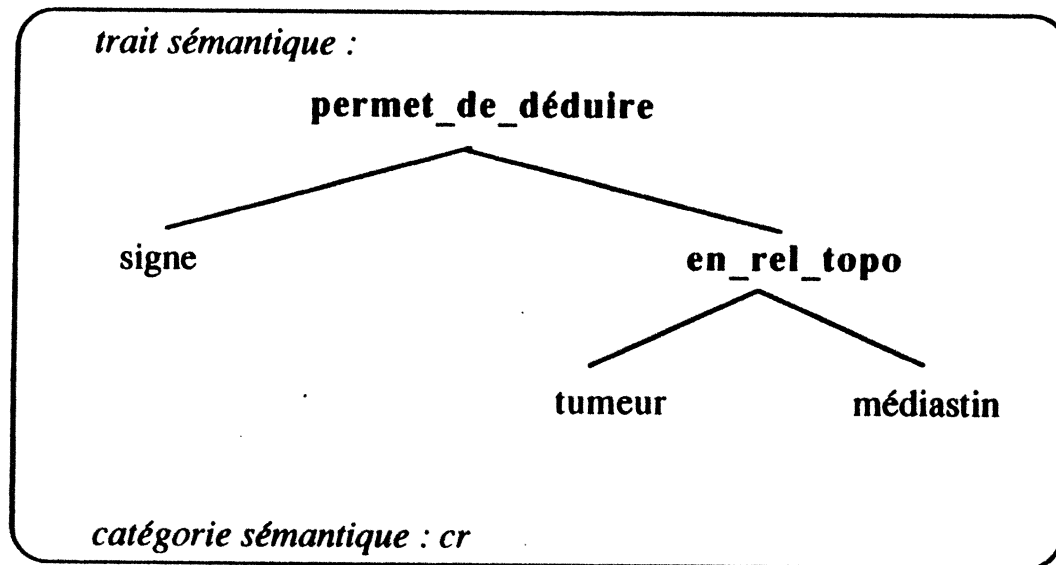 trait sémantique :
permet_de_déduire
signe
en_rel_topo
tumeur médiastin
catégorie sémantique : cr